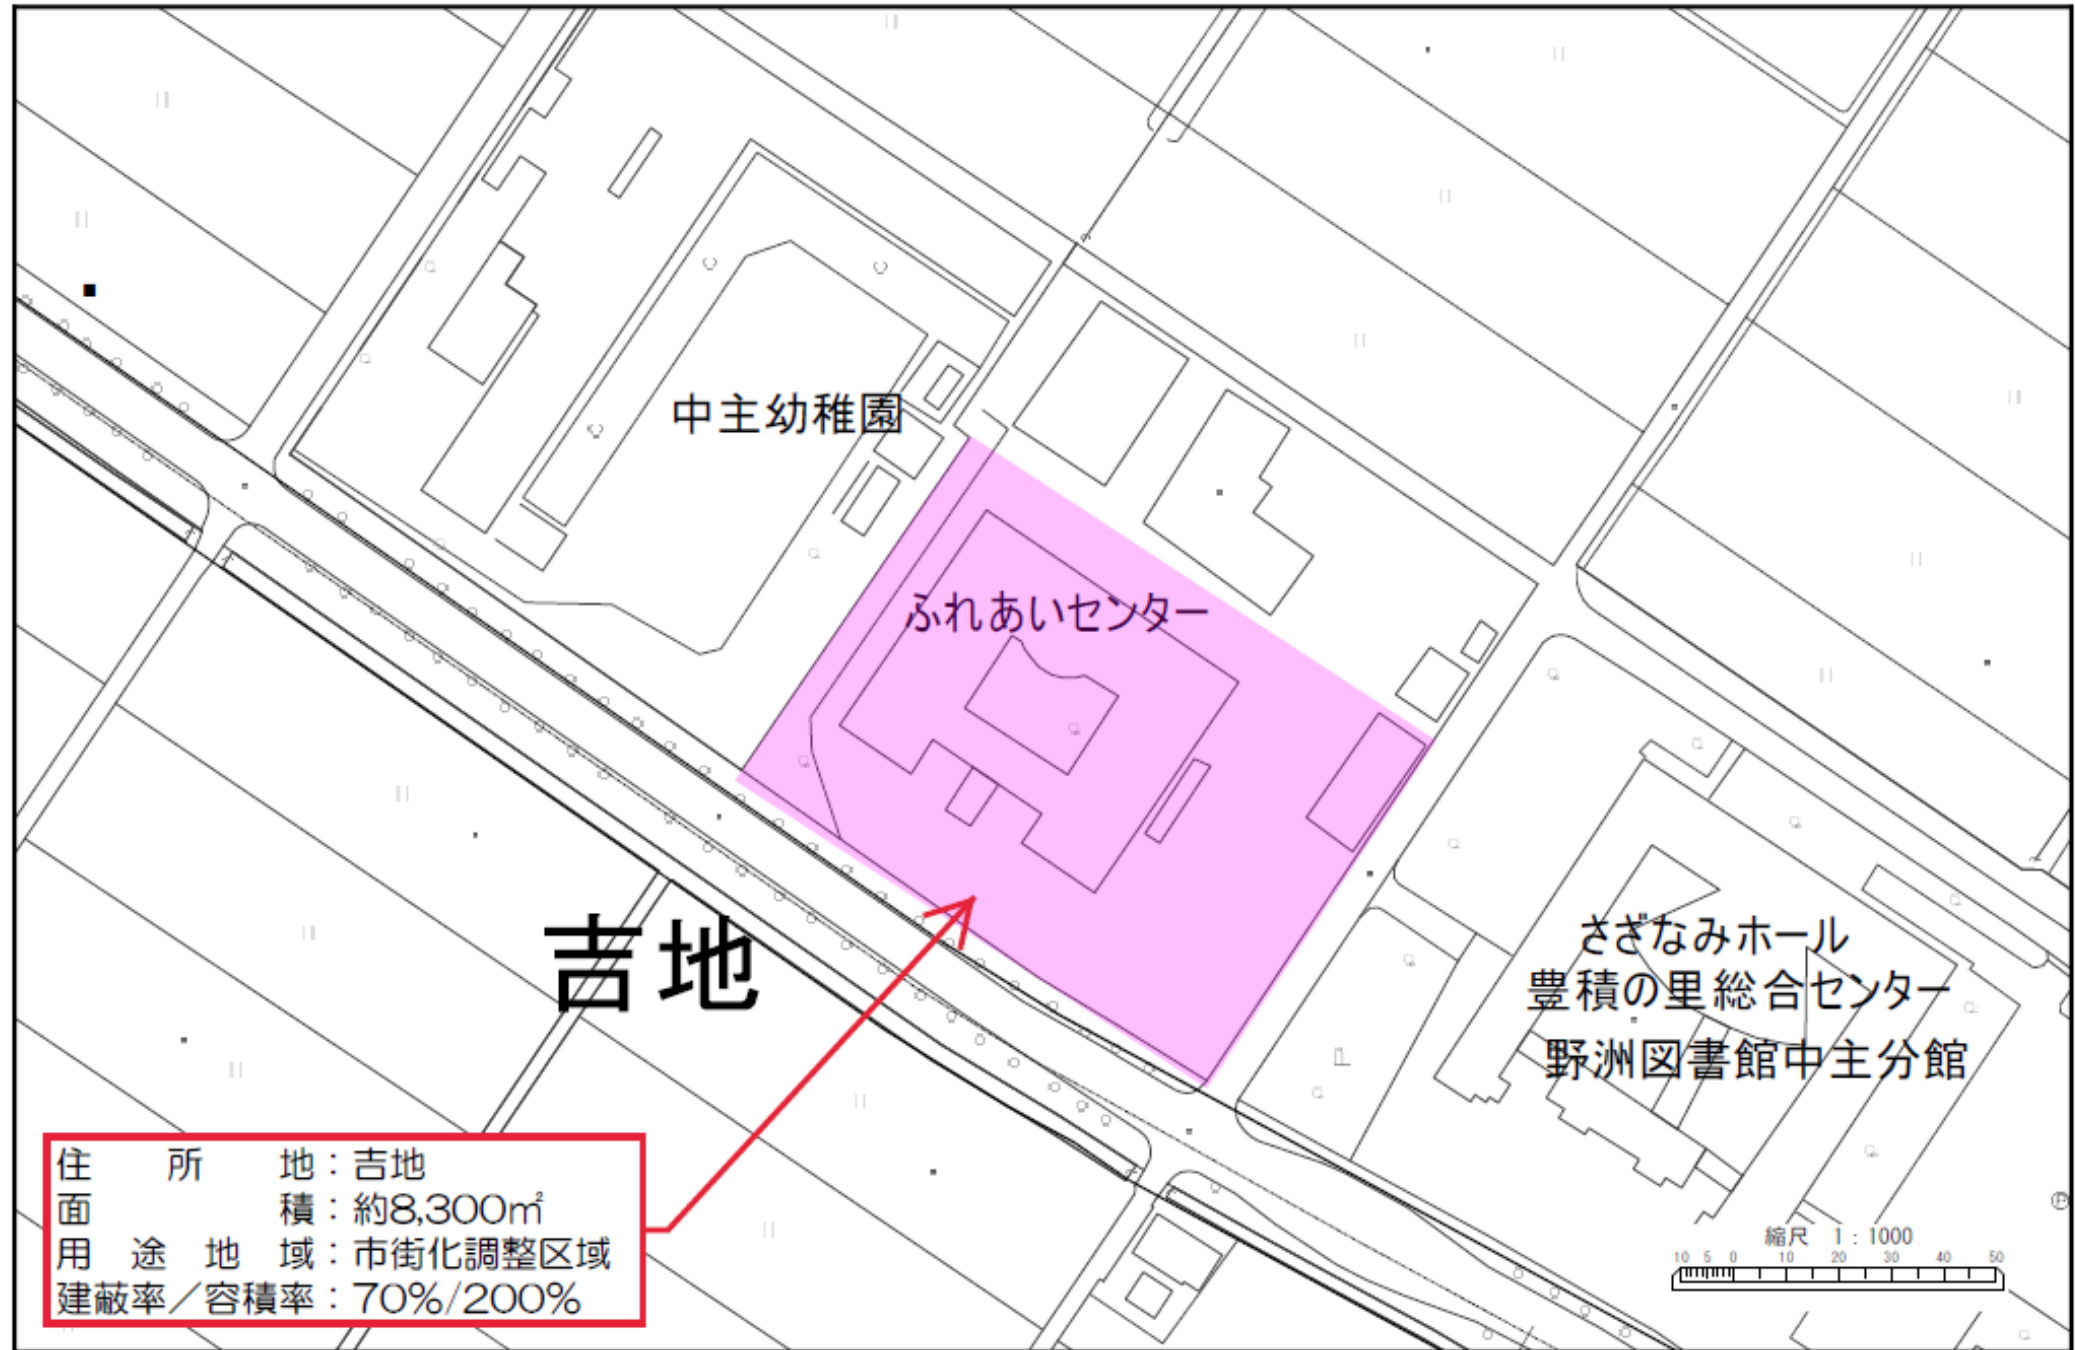 中主幼稚園
ふれあいセンター
吉地
さざなみホール
豊積の里総合センター
野洲図書館中主分館
住所地：吉地
面積：約8,300㎡
用途地域：市街化調整区域
建蔽率／容積率：70%/200%
縮尺 1：1000
10 5 0 10 20 30 40 50
P